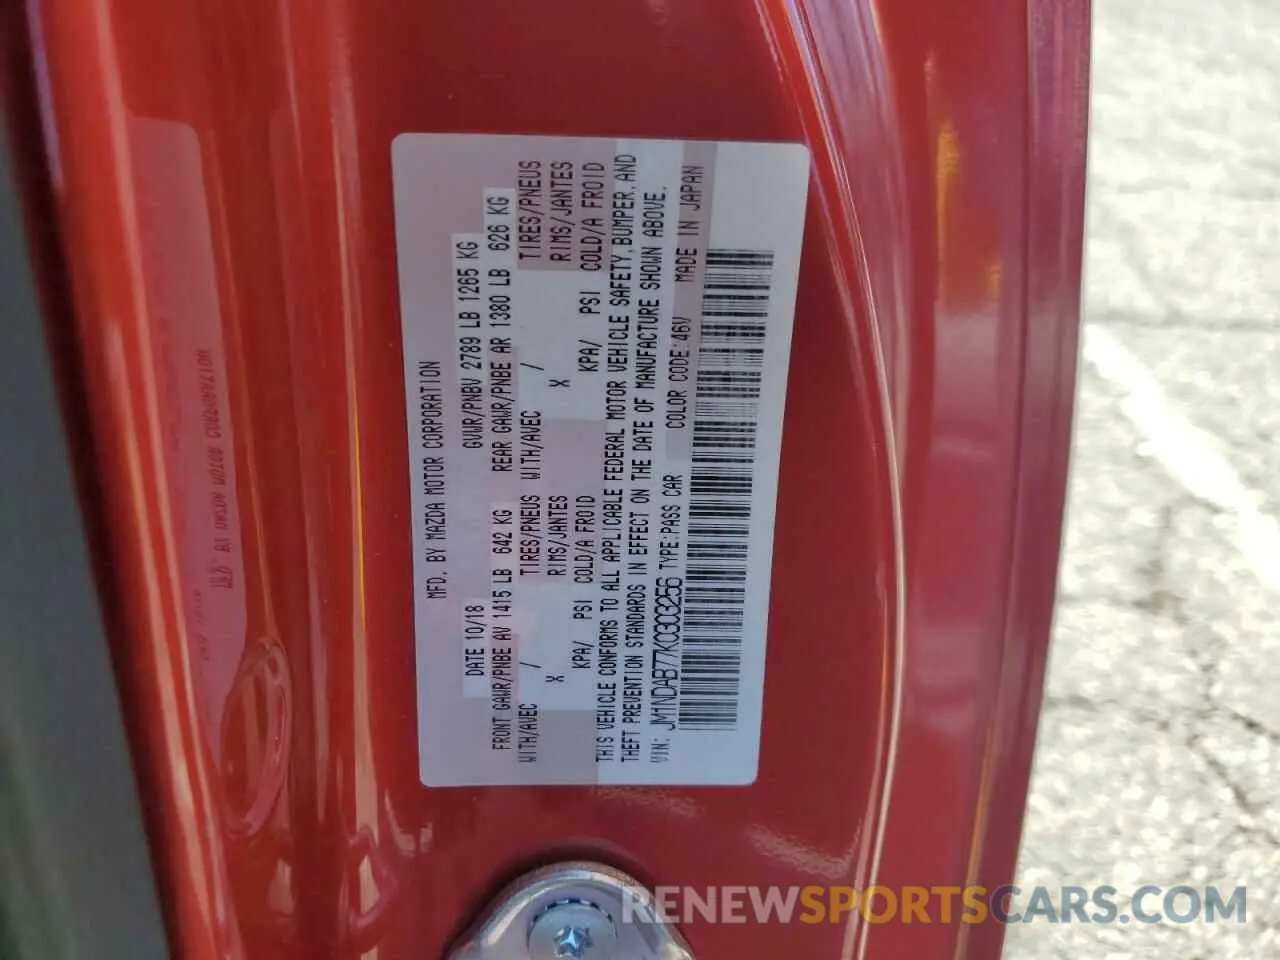 MFD. BY MAZDA MOTOR CORPORATION
DATE 10/18 GVWR/PNBV 2789 LB 1265 KG
FRONT GAWR/PNBE AV 1415 LB 642 KG REAR GAWR/PNBE AR 1380 LB 626 KG
WITH/AVEC / TIRES/PNEUS WITH/AVEC / TIRES/PNEUS
X RIMS/JANTES X RIMS/JANTES
KPA/ PSI COLD/A FROID KPA/ PSI COLD/A FROID
THIS VEHICLE CONFORMS TO ALL APPLICABLE FEDERAL MOTOR VEHICLE SAFETY, BUMPER, AND
THEFT PREVENTION STANDARDS IN EFFECT ON THE DATE OF MANUFACTURE SHOWN ABOVE.
VIN: JM1NDAB77K0303256 TYPE:PASS CAR COLOR CODE:46V MADE IN JAPAN
RENEWSPORTSCARS.COM